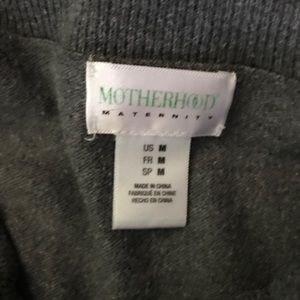 MOTHERHOOD
MATERNITY
US M
FR M
SP M
MADE IN CHINA
FABRIQUÉ EN CHINE
HECHO EN CHINA